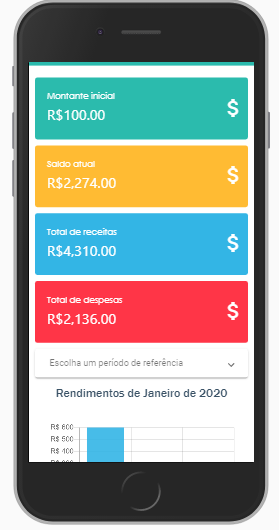 Montante inicial
R$100.00
$
Saldo atual
R$2,274.00
$
Total de receitas
R$4,310.00
$
Total de despesas
R$2,136.00
$
Escolha um período de referência
Rendimentos de Janeiro de 2020
R$ 600
R$ 500
R$ 400